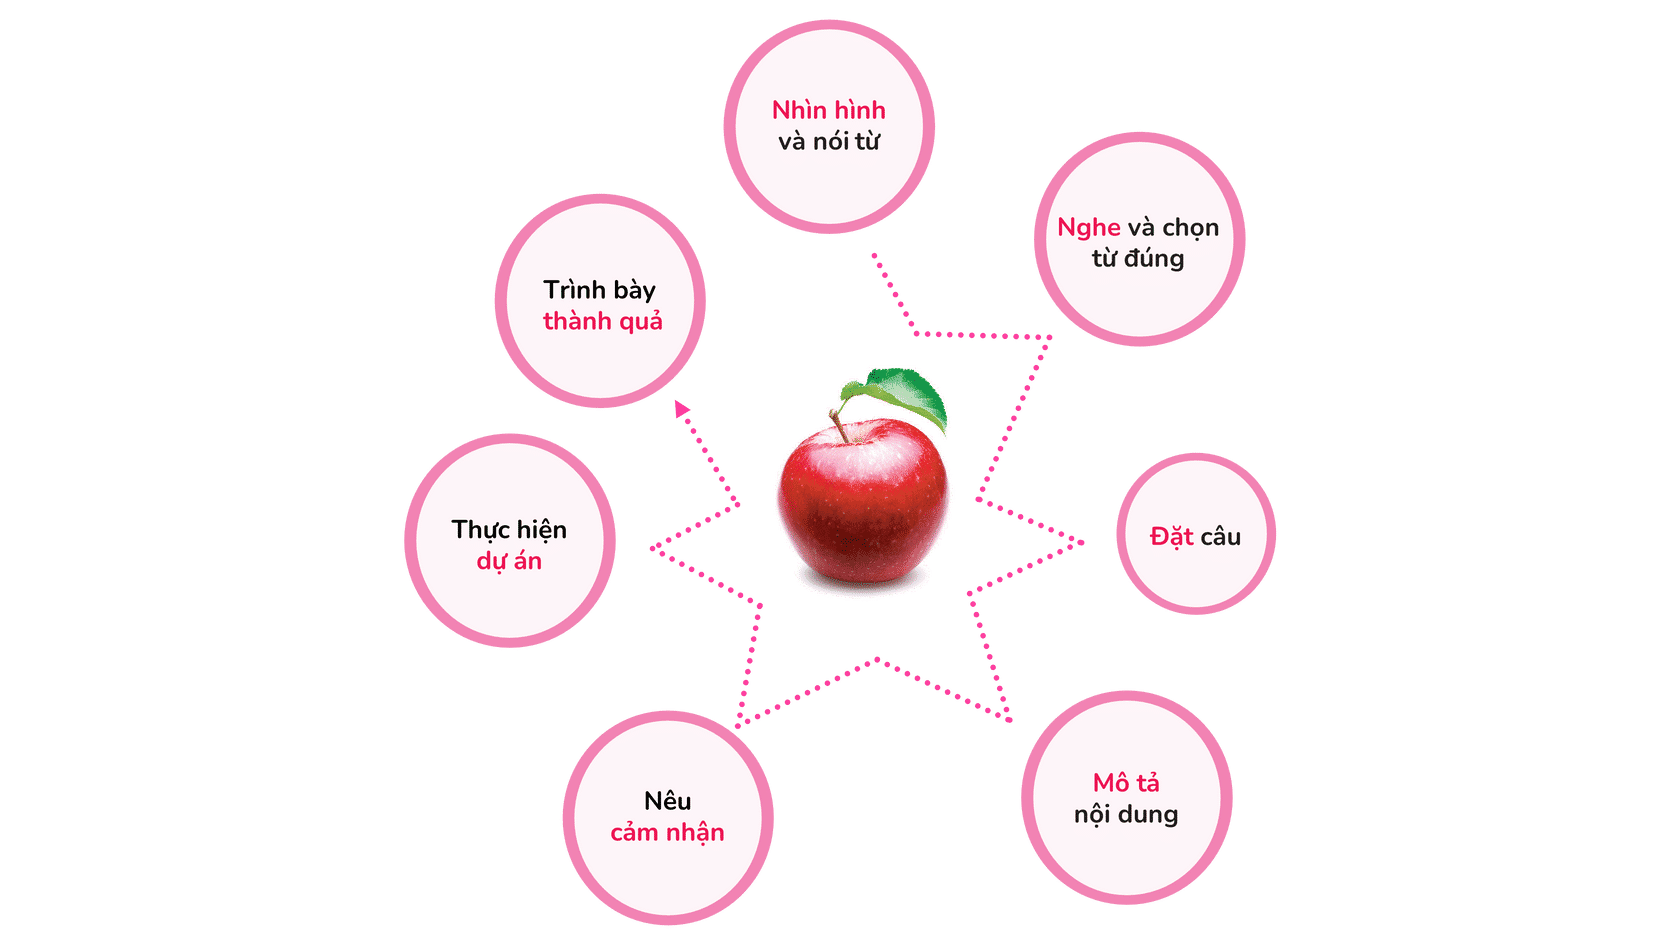 Nhìn hình
và nói từ
Nghe và chọn
từ đúng
Đặt câu
Mô tả
nội dung
Nêu
cảm nhận
Thực hiện
dự án
Trình bày
thành quả